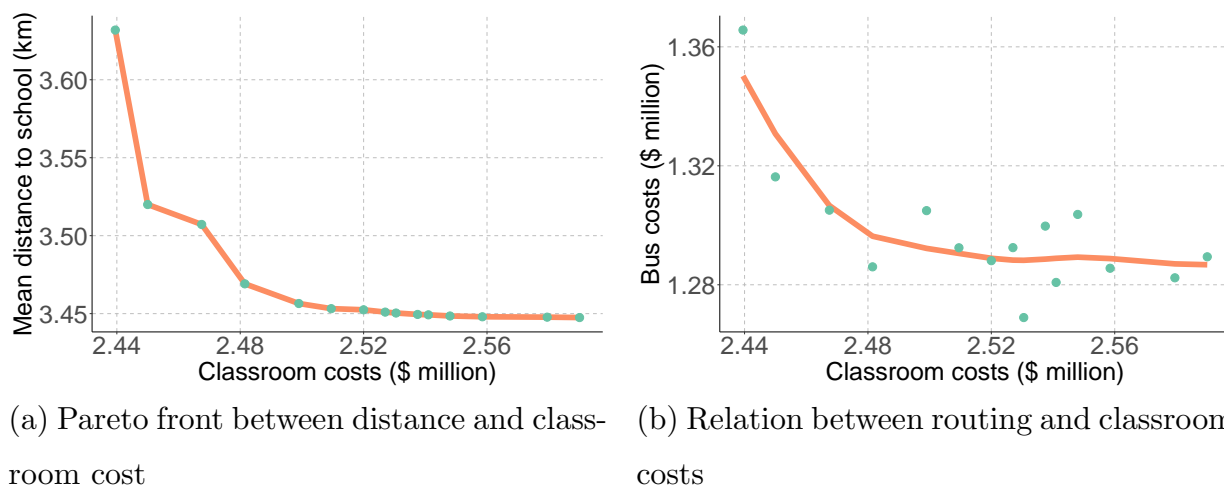 Mean distance to school (km)
3.60
3.55
3.50
3.45
2.44 2.48 2.52 2.56
Classroom costs ($ million)
(a) Pareto front between distance and class-
room cost
Bus costs ($ million)
1.36
1.32
1.28
2.44 2.48 2.52 2.56
Classroom costs ($ million)
(b) Relation between routing and classroom
costs